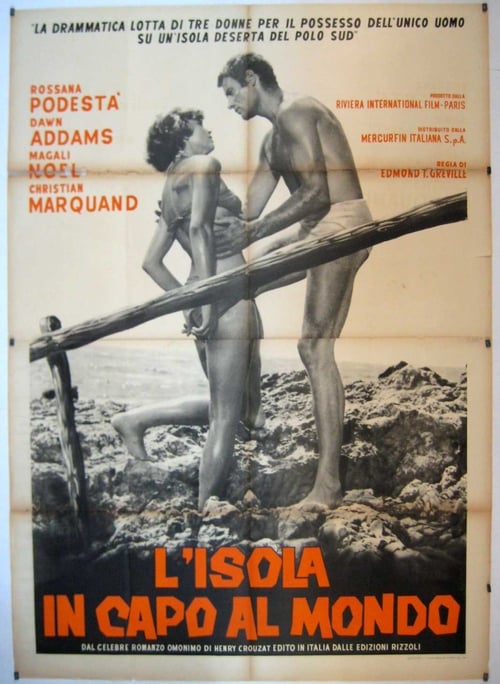 "LA DRAMMATICA LOTTA DI TRE DONNE PER IL POSSESSO DELL'UNICO UOMO
SU UN'ISOLA DESERTA DEL POLO SUD"
ROSSANA
PODESTA'
DAWN
ADDAMS
MAGALI
NOEL
CHRISTIAN
MARQUAND
PRODOTTO DALLA
RIVIERA INTERNATIONAL FILM-PARIS
DISTRIBUITO DALLA
MERCURFIN ITALIANA S.p.A.
REGIA DI
EDMOND T. GREVILLE
L'ISOLA
IN CAPO AL MONDO
DAL CELEBRE ROMANZO OMONIMO DI HENRY CROUZAT EDITO IN ITALIA DALLE EDIZIONI RIZZOLI